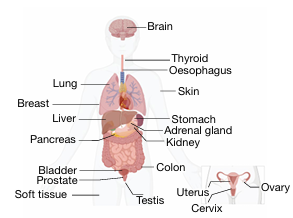 Brain
Thyroid
Oesophagus
Lung
Skin
Breast
Liver
Stomach
Adrenal gland
Pancreas
Kidney
Bladder
Colon
Prostate
Soft tissue
Testis
Uterus
Ovary
Cervix